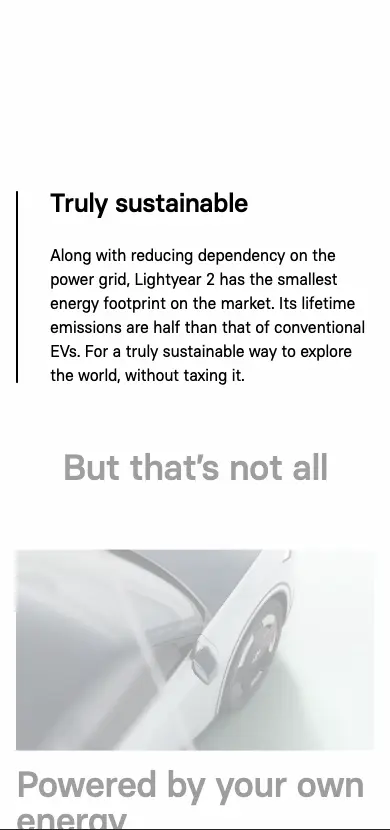 Truly sustainable
Along with reducing dependency on the
power grid, Lightyear 2 has the smallest
energy footprint on the market. Its lifetime
emissions are half than that of conventional
EVs. For a truly sustainable way to explore
the world, without taxing it.
But that’s not all
Powered by your own
energy